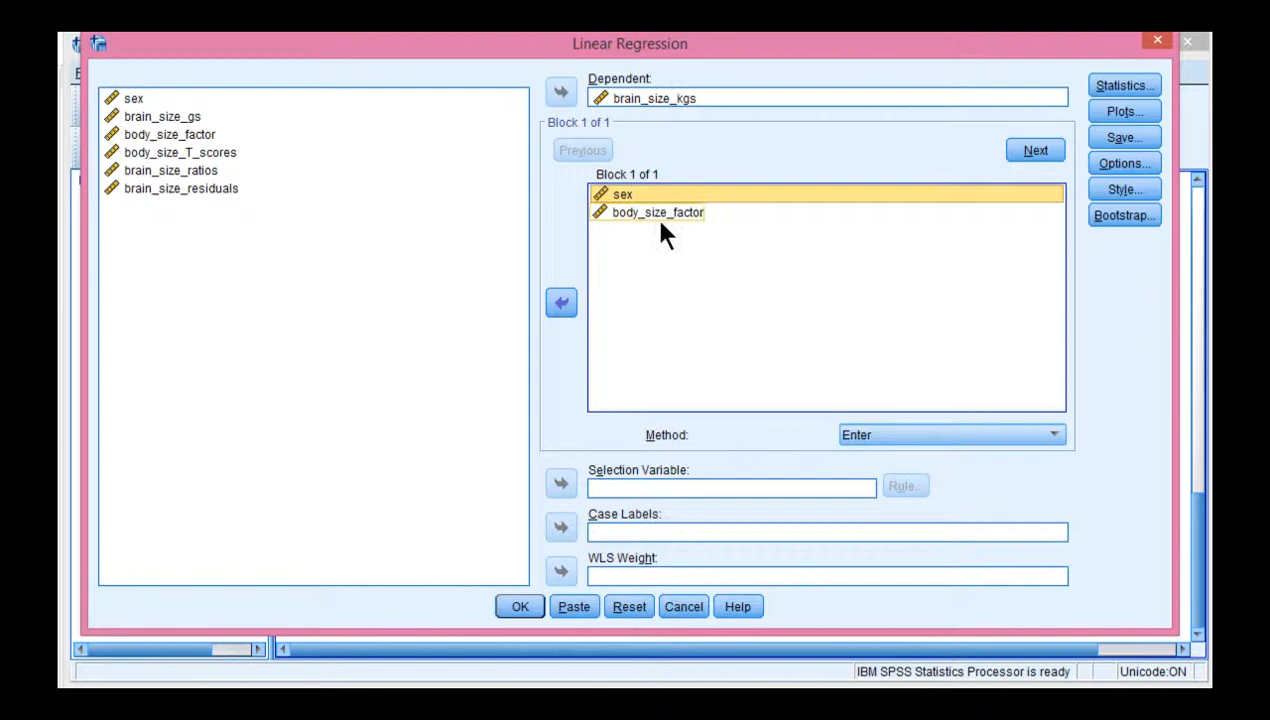 Linear Regression
sex
brain_size_gs
body_size_factor
body_size_T_scores
brain_size_ratios
brain_size_residuals
Dependent:
brain_size_kgs
Block 1 of 1
Previous
Next
Block 1 of 1
sex
body_size_factor
Method:
Enter
Selection Variable:
Rule...
Case Labels:
WLS Weight:
Statistics...
Plots...
Save...
Options...
Style...
Bootstrap...
OK
Paste
Reset
Cancel
Help
IBM SPSS Statistics Processor is ready
Unicode:ON